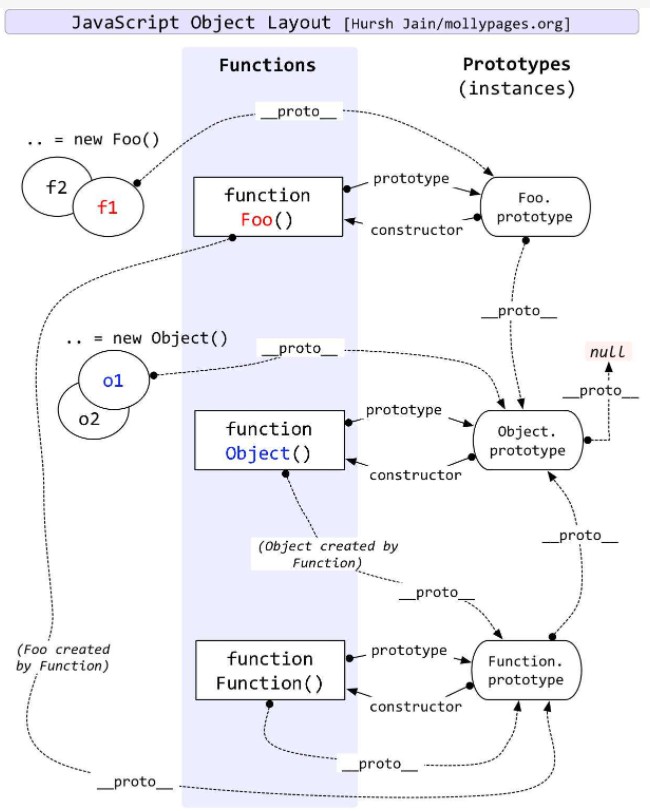 JavaScript Object Layout [Hursh Jain/mollypages.org]
Functions
Prototypes
(instances)
__proto__
.. = new Foo()
f2
f1
function
Foo()
prototype
constructor
Foo.
prototype
__proto__
.. = new Object()
__proto__
null
__proto__
o1
o2
function
Object()
prototype
constructor
Object.
prototype
(Object created by
Function)
__proto__
__proto__
(Foo created
by Function)
function
Function()
prototype
constructor
Function.
prototype
__proto__
__proto__